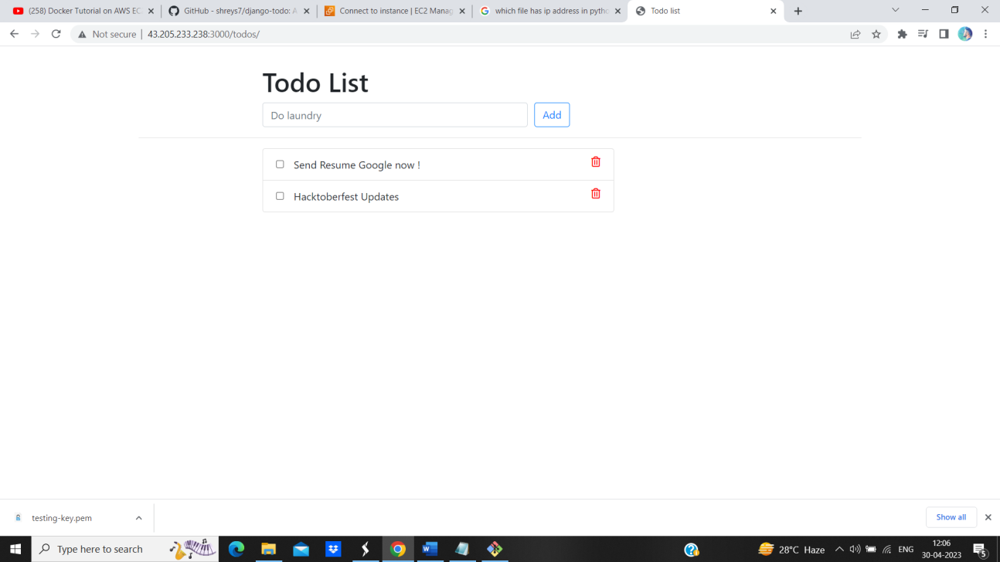 (258) Docker Tutorial on AWS EC
GitHub - shreys7/django-todo: A
Connect to instance | EC2 Manag
which file has ip address in pytho
Todo list
Not secure | 43.205.233.238:3000/todos/
Todo List
Do laundry
Add
Send Resume Google now !
Hacktoberfest Updates
testing-key.pem
Show all
Type here to search
28°C Haze
ENG
12:06
30-04-2023
5